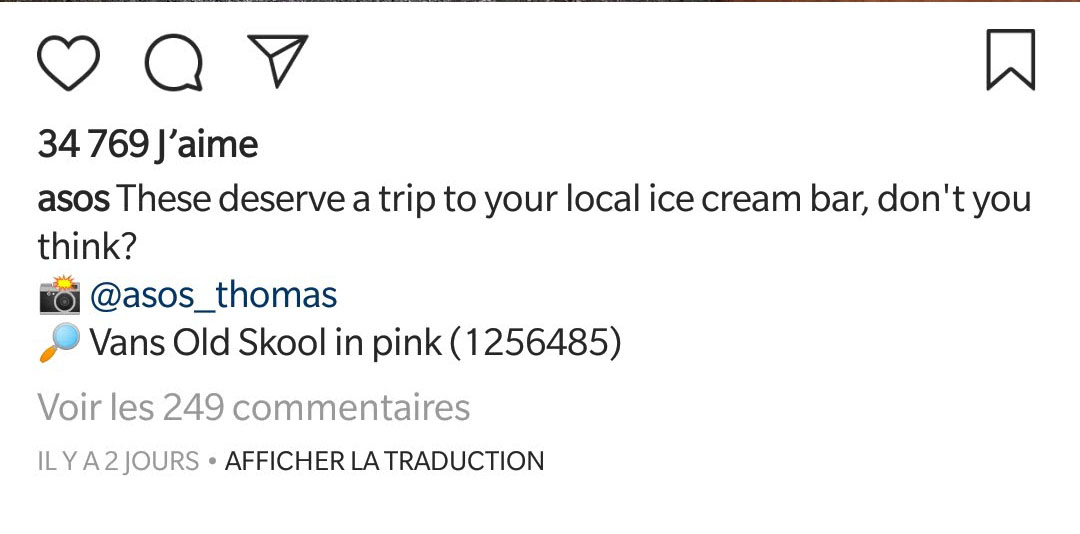 34 769 J’aime
asos These deserve a trip to your local ice cream bar, don't you
think?
📸 @asos_thomas
🔎 Vans Old Skool in pink (1256485)
Voir les 249 commentaires
IL Y A 2 JOURS • AFFICHER LA TRADUCTION